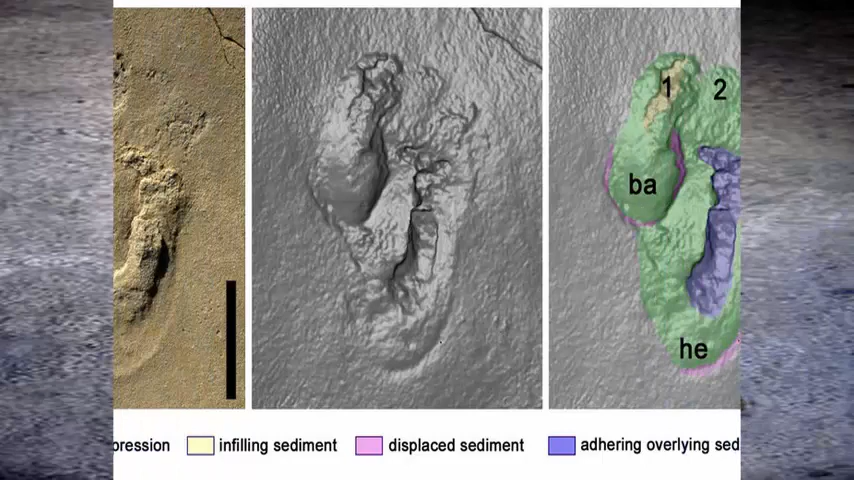 1 2
ba
he
pression infilling sediment displaced sediment adhering overlying sed